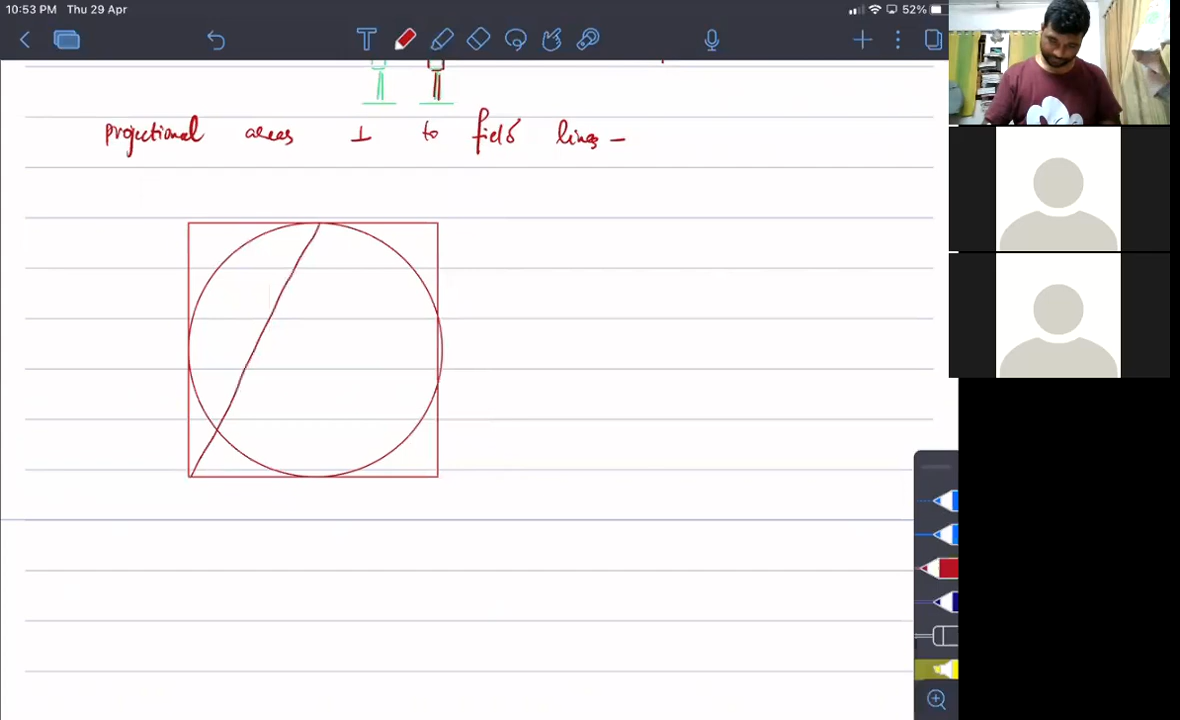 10:53 PM Thu 29 Apr 52%
projectional areas ⊥ to field lines –